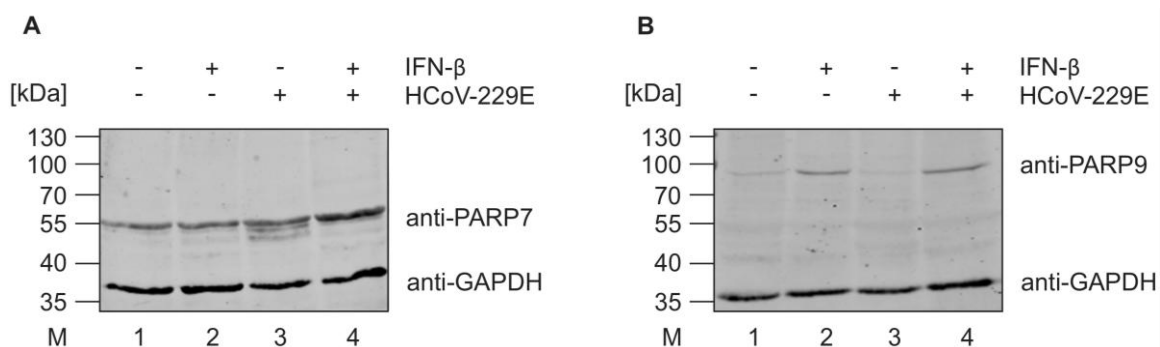 A
- + - + IFN-β
[kDa] - - + + HCoV-229E
130
100
70
55 anti-PARP7
40 anti-GAPDH
35
M 1 2 3 4
B
- + - + IFN-β
[kDa] - - + + HCoV-229E
130
100 anti-PARP9
70
55
40 anti-GAPDH
35
M 1 2 3 4